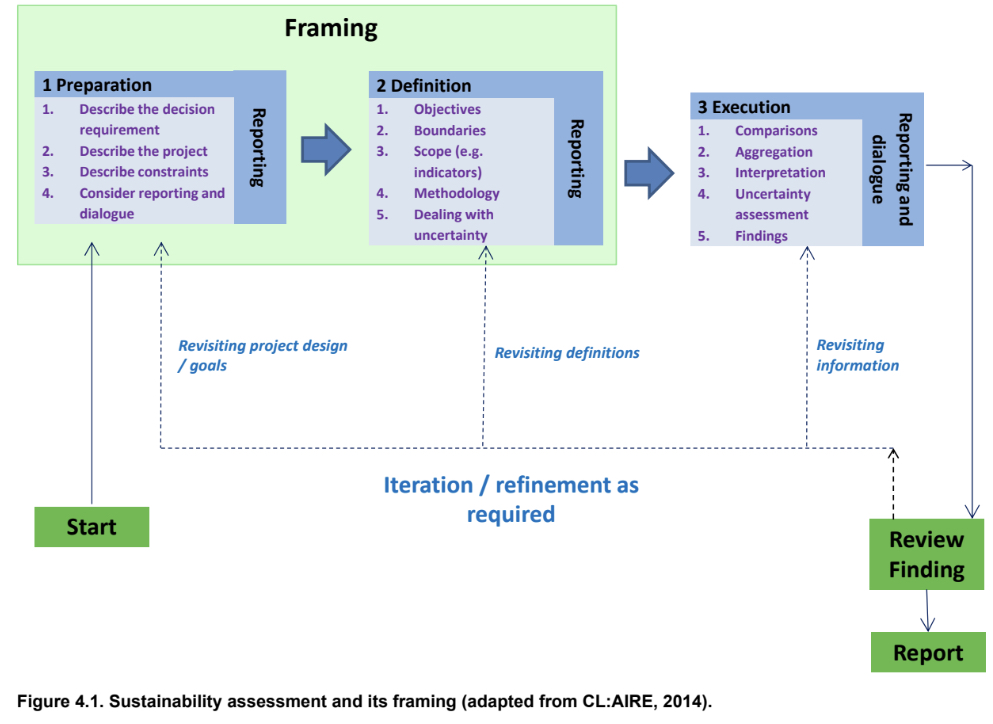 Framing
1 Preparation
1. Describe the decision
requirement
2. Describe the project
3. Describe constraints
4. Consider reporting and
dialogue
Reporting
2 Definition
1. Objectives
2. Boundaries
3. Scope (e.g.
indicators)
4. Methodology
5. Dealing with
uncertainty
Reporting
3 Execution
1. Comparisons
2. Aggregation
3. Interpretation
4. Uncertainty
assessment
5. Findings
Reporting and
dialogue
Revisiting project design
/ goals
Revisiting definitions
Revisiting
information
Iteration / refinement as
required
Start
Review
Finding
Report
Figure 4.1. Sustainability assessment and its framing (adapted from CL:AIRE, 2014).